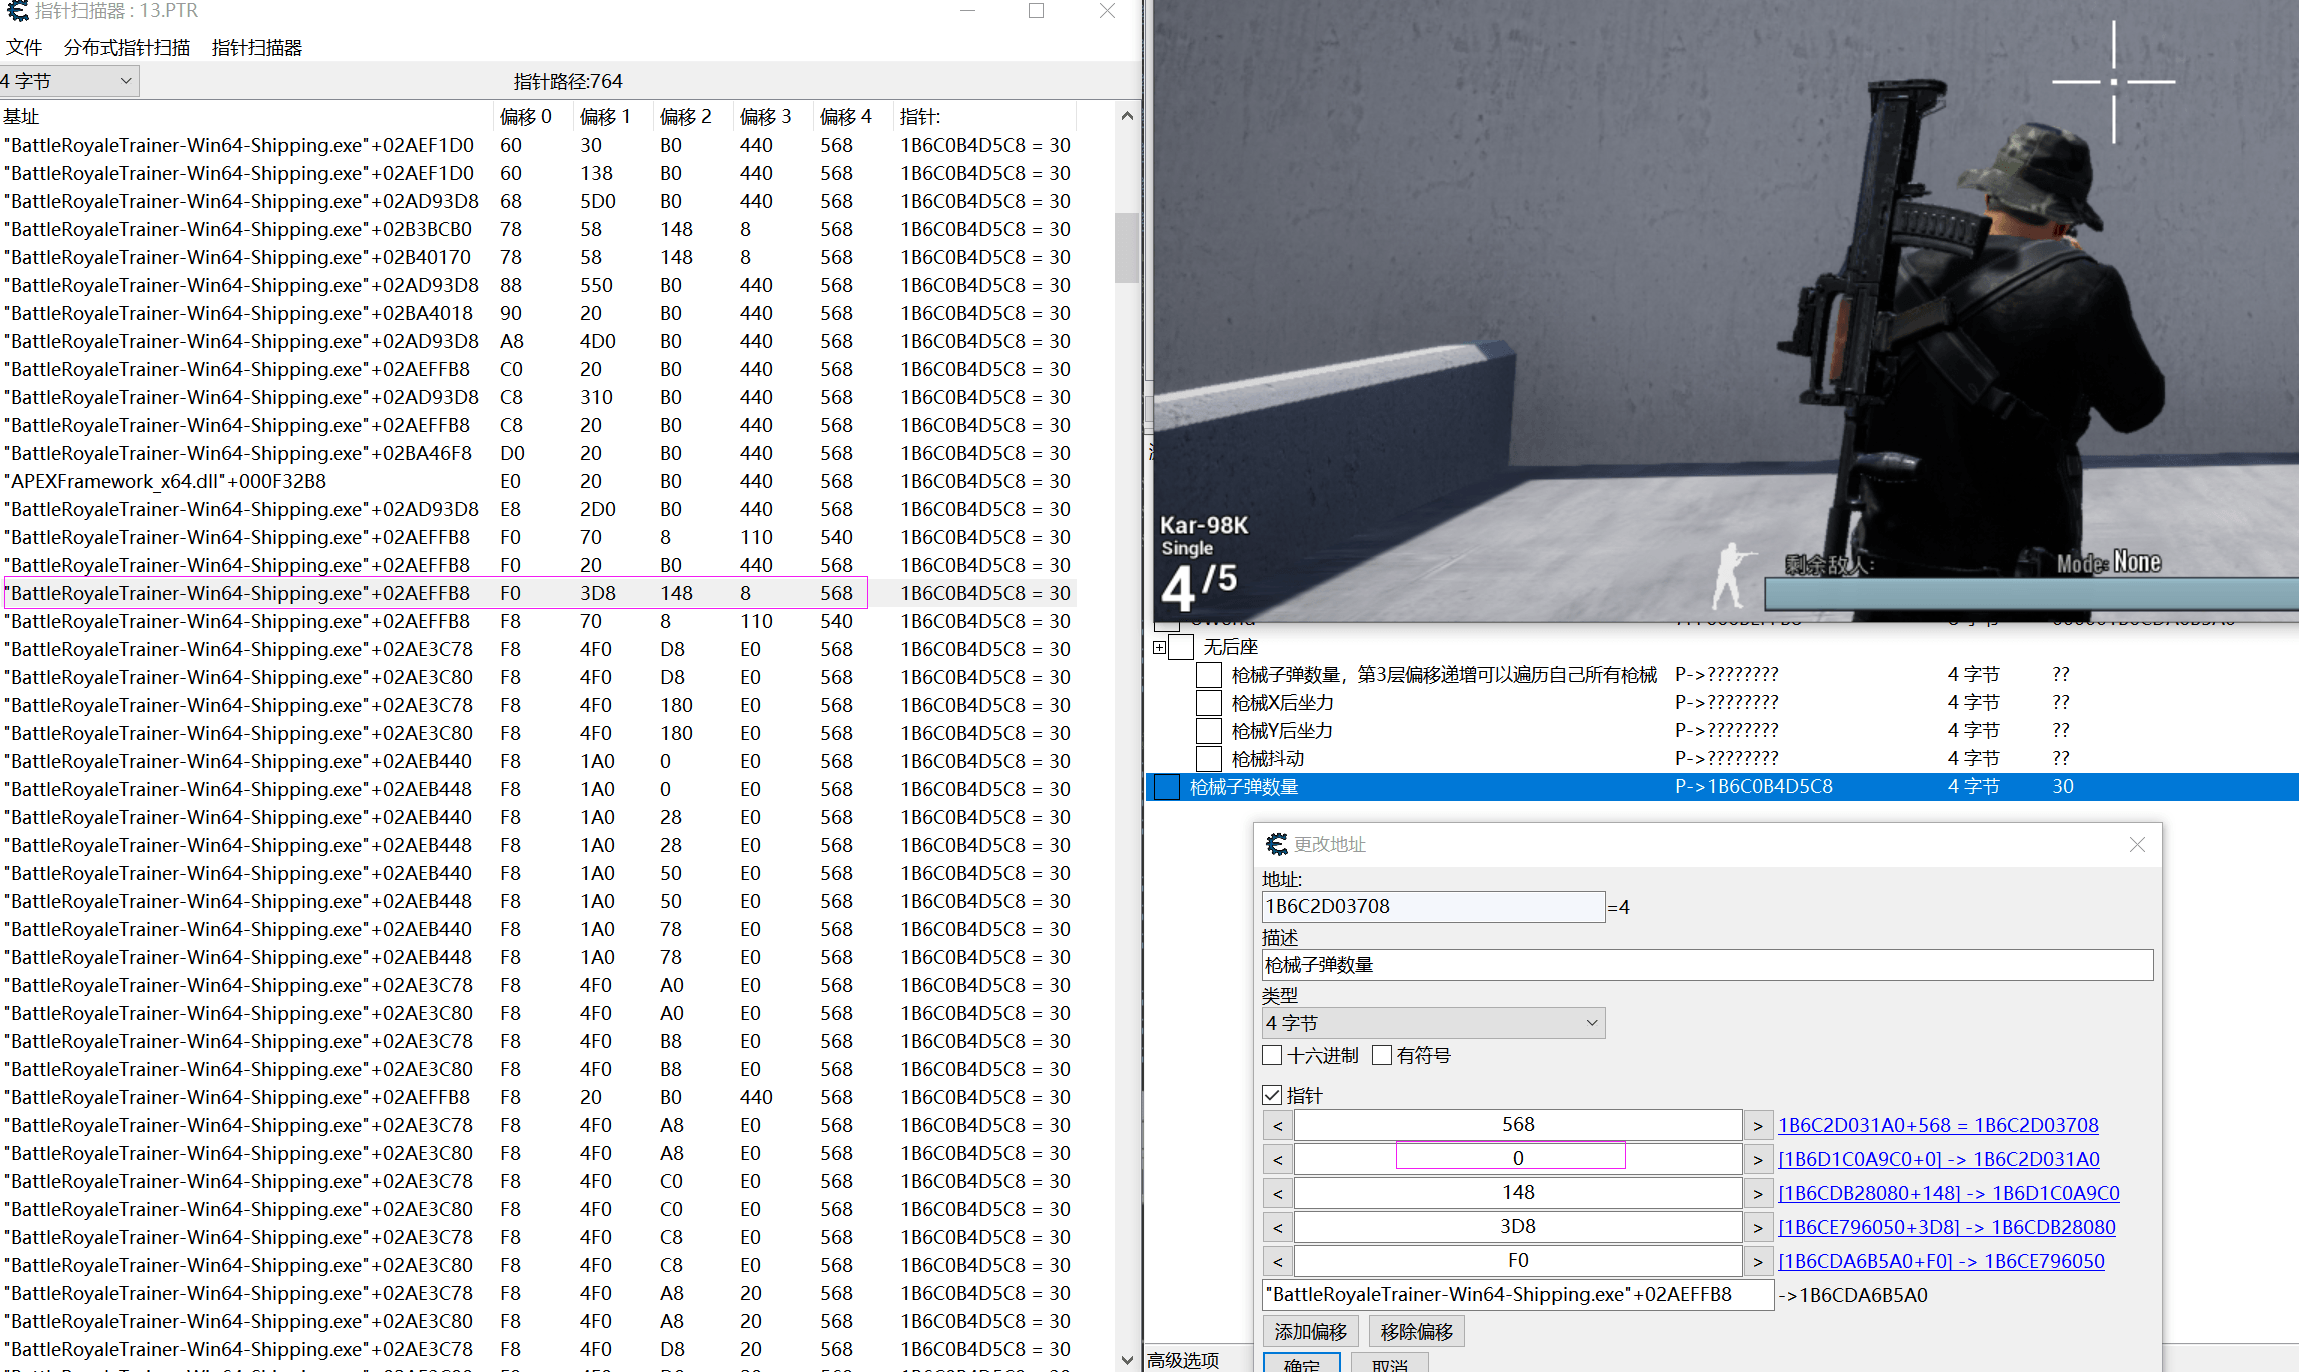 指针扫描器 : 13.PTR
文件 分布式指针扫描 指针扫描器
4 字节 指针路径:764
基址 偏移 0 偏移 1 偏移 2 偏移 3 偏移 4 指针:
"BattleRoyaleTrainer-Win64-Shipping.exe"+02AEF1D0 60 30 B0 440 568 1B6C0B4D5C8 = 30
"BattleRoyaleTrainer-Win64-Shipping.exe"+02AEF1D0 60 138 B0 440 568 1B6C0B4D5C8 = 30
"BattleRoyaleTrainer-Win64-Shipping.exe"+02AD93D8 68 5D0 B0 440 568 1B6C0B4D5C8 = 30
"BattleRoyaleTrainer-Win64-Shipping.exe"+02B3BCB0 78 58 148 8 568 1B6C0B4D5C8 = 30
"BattleRoyaleTrainer-Win64-Shipping.exe"+02B40170 78 58 148 8 568 1B6C0B4D5C8 = 30
"BattleRoyaleTrainer-Win64-Shipping.exe"+02AD93D8 88 550 B0 440 568 1B6C0B4D5C8 = 30
"BattleRoyaleTrainer-Win64-Shipping.exe"+02BA4018 90 20 B0 440 568 1B6C0B4D5C8 = 30
"BattleRoyaleTrainer-Win64-Shipping.exe"+02AD93D8 A8 4D0 B0 440 568 1B6C0B4D5C8 = 30
"BattleRoyaleTrainer-Win64-Shipping.exe"+02AEFFB8 C0 20 B0 440 568 1B6C0B4D5C8 = 30
"BattleRoyaleTrainer-Win64-Shipping.exe"+02AD93D8 C8 310 B0 440 568 1B6C0B4D5C8 = 30
"BattleRoyaleTrainer-Win64-Shipping.exe"+02AEFFB8 C8 20 B0 440 568 1B6C0B4D5C8 = 30
"BattleRoyaleTrainer-Win64-Shipping.exe"+02BA46F8 D0 20 B0 440 568 1B6C0B4D5C8 = 30
"APEXFramework_x64.dll"+000F32B8 E0 20 B0 440 568 1B6C0B4D5C8 = 30
"BattleRoyaleTrainer-Win64-Shipping.exe"+02AD93D8 E8 2D0 B0 440 568 1B6C0B4D5C8 = 30
"BattleRoyaleTrainer-Win64-Shipping.exe"+02AEFFB8 F0 70 8 110 540 1B6C0B4D5C8 = 30
"BattleRoyaleTrainer-Win64-Shipping.exe"+02AEFFB8 F0 20 B0 440 568 1B6C0B4D5C8 = 30
"BattleRoyaleTrainer-Win64-Shipping.exe"+02AEFFB8 F0 3D8 148 8 568 1B6C0B4D5C8 = 30
"BattleRoyaleTrainer-Win64-Shipping.exe"+02AEFFB8 F8 70 8 110 540 1B6C0B4D5C8 = 30
"BattleRoyaleTrainer-Win64-Shipping.exe"+02AE3C78 F8 4F0 D8 E0 568 1B6C0B4D5C8 = 30
"BattleRoyaleTrainer-Win64-Shipping.exe"+02AE3C80 F8 4F0 D8 E0 568 1B6C0B4D5C8 = 30
"BattleRoyaleTrainer-Win64-Shipping.exe"+02AE3C78 F8 4F0 180 E0 568 1B6C0B4D5C8 = 30
"BattleRoyaleTrainer-Win64-Shipping.exe"+02AE3C80 F8 4F0 180 E0 568 1B6C0B4D5C8 = 30
"BattleRoyaleTrainer-Win64-Shipping.exe"+02AEB440 F8 1A0 0 E0 568 1B6C0B4D5C8 = 30
"BattleRoyaleTrainer-Win64-Shipping.exe"+02AEB448 F8 1A0 0 E0 568 1B6C0B4D5C8 = 30
"BattleRoyaleTrainer-Win64-Shipping.exe"+02AEB440 F8 1A0 28 E0 568 1B6C0B4D5C8 = 30
"BattleRoyaleTrainer-Win64-Shipping.exe"+02AEB448 F8 1A0 28 E0 568 1B6C0B4D5C8 = 30
"BattleRoyaleTrainer-Win64-Shipping.exe"+02AEB440 F8 1A0 50 E0 568 1B6C0B4D5C8 = 30
"BattleRoyaleTrainer-Win64-Shipping.exe"+02AEB448 F8 1A0 50 E0 568 1B6C0B4D5C8 = 30
"BattleRoyaleTrainer-Win64-Shipping.exe"+02AEB440 F8 1A0 78 E0 568 1B6C0B4D5C8 = 30
"BattleRoyaleTrainer-Win64-Shipping.exe"+02AEB448 F8 1A0 78 E0 568 1B6C0B4D5C8 = 30
"BattleRoyaleTrainer-Win64-Shipping.exe"+02AE3C78 F8 4F0 A0 E0 568 1B6C0B4D5C8 = 30
"BattleRoyaleTrainer-Win64-Shipping.exe"+02AE3C80 F8 4F0 A0 E0 568 1B6C0B4D5C8 = 30
"BattleRoyaleTrainer-Win64-Shipping.exe"+02AE3C78 F8 4F0 B8 E0 568 1B6C0B4D5C8 = 30
"BattleRoyaleTrainer-Win64-Shipping.exe"+02AE3C80 F8 4F0 B8 E0 568 1B6C0B4D5C8 = 30
"BattleRoyaleTrainer-Win64-Shipping.exe"+02AEFFB8 F8 20 B0 440 568 1B6C0B4D5C8 = 30
"BattleRoyaleTrainer-Win64-Shipping.exe"+02AE3C78 F8 4F0 A8 E0 568 1B6C0B4D5C8 = 30
"BattleRoyaleTrainer-Win64-Shipping.exe"+02AE3C80 F8 4F0 A8 E0 568 1B6C0B4D5C8 = 30
"BattleRoyaleTrainer-Win64-Shipping.exe"+02AE3C78 F8 4F0 C0 E0 568 1B6C0B4D5C8 = 30
"BattleRoyaleTrainer-Win64-Shipping.exe"+02AE3C80 F8 4F0 C0 E0 568 1B6C0B4D5C8 = 30
"BattleRoyaleTrainer-Win64-Shipping.exe"+02AE3C78 F8 4F0 C8 E0 568 1B6C0B4D5C8 = 30
"BattleRoyaleTrainer-Win64-Shipping.exe"+02AE3C80 F8 4F0 C8 E0 568 1B6C0B4D5C8 = 30
"BattleRoyaleTrainer-Win64-Shipping.exe"+02AE3C78 F8 4F0 A8 20 568 1B6C0B4D5C8 = 30
"BattleRoyaleTrainer-Win64-Shipping.exe"+02AE3C80 F8 4F0 A8 20 568 1B6C0B4D5C8 = 30
"BattleRoyaleTrainer-Win64-Shipping.exe"+02AE3C78 F8 4F0 D8 20 568 1B6C0B4D5C8 = 30
Kar-98K
Single
4/5
剩余敌人:
Mode: None
无后座
枪械子弹数量，第3层偏移递增可以遍历自己所有枪械 P->???????? 4 字节 ??
枪械X后坐力 P->???????? 4 字节 ??
枪械Y后坐力 P->???????? 4 字节 ??
枪械抖动 P->???????? 4 字节 ??
枪械子弹数量 P->1B6C0B4D5C8 4 字节 30
更改地址
地址:
1B6C2D03708 =4
描述
枪械子弹数量
类型
4 字节
十六进制 有符号
指针
< 568 > 1B6C2D031A0+568 = 1B6C2D03708
< 0 > [1B6D1C0A9C0+0] -> 1B6C2D031A0
< 148 > [1B6CDB28080+148] -> 1B6D1C0A9C0
< 3D8 > [1B6CE796050+3D8] -> 1B6CDB28080
< F0 > [1B6CDA6B5A0+F0] -> 1B6CE796050
"BattleRoyaleTrainer-Win64-Shipping.exe"+02AEFFB8 ->1B6CDA6B5A0
添加偏移 移除偏移
确定 取消
高级选项